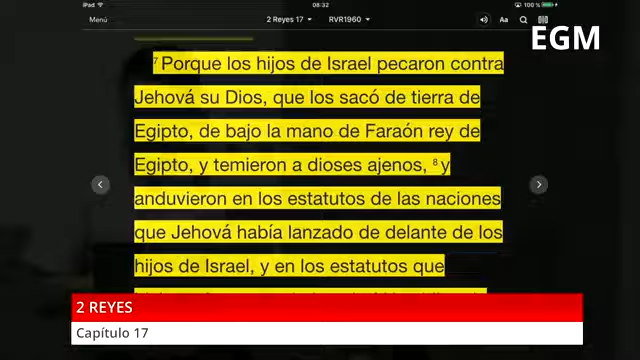 iPad
08:32
100 %
Menú
2 Reyes 17
RVR1960
Aa
EGM
7 Porque los hijos de Israel pecaron contra
Jehová su Dios, que los sacó de tierra de
Egipto, de bajo la mano de Faraón rey de
Egipto, y temieron a dioses ajenos, 8 y
anduvieron en los estatutos de las naciones
que Jehová había lanzado de delante de los
hijos de Israel, y en los estatutos que
2 REYES
Capítulo 17